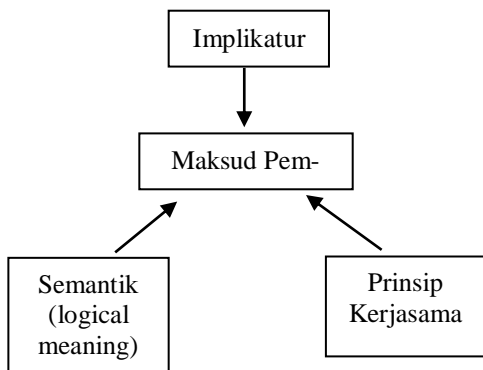 Implikatur
Maksud Pem-
Semantik
(logical
meaning)
Prinsip
Kerjasama